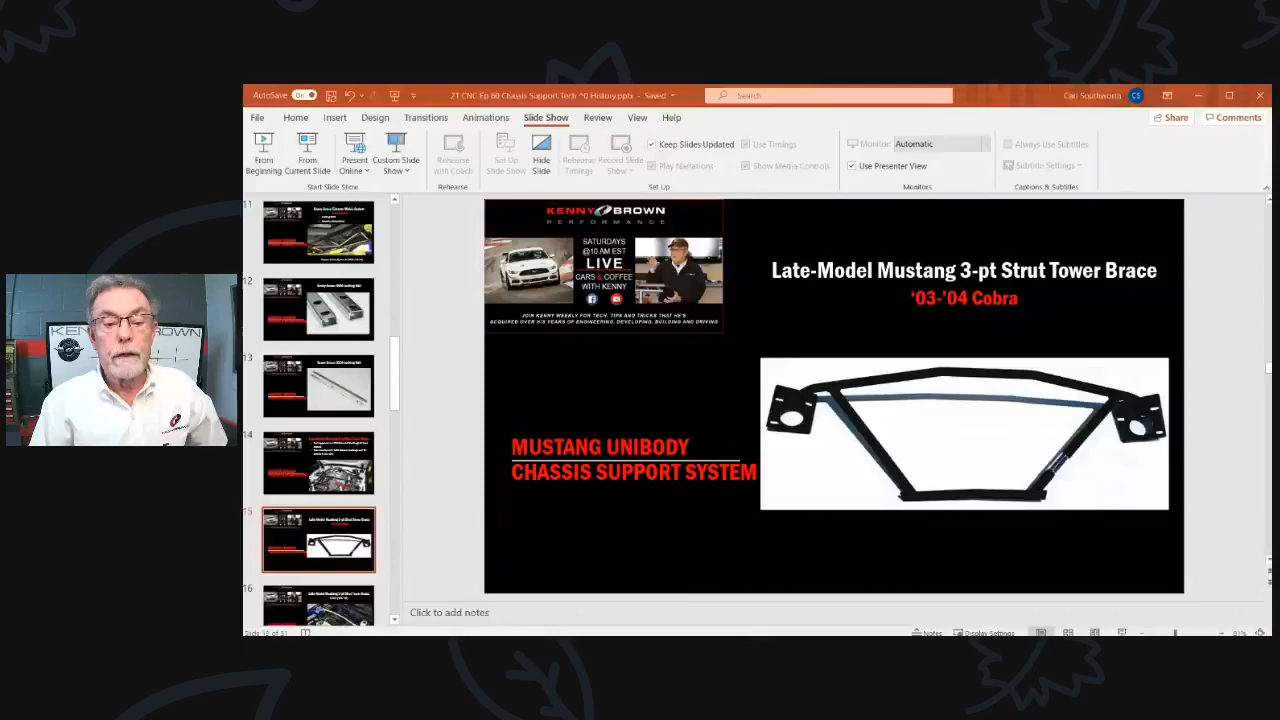 AutoSave On
21 CNC Ep 80 Chassis Support Tech ^0 History.pptx - Saved
Search
Cari Southworth
CS
File Home Insert Design Transitions Animations Slide Show Review View Help
Share Comments
From Beginning
From Current Slide
Present Online
Custom Slide Show
Rehearse with Coach
Set Up Slide Show
Hide Slide
Rehearse Timings
Record Slide Show
Keep Slides Updated
Play Narrations
Use Timings
Show Media Controls
Monitor: Automatic
Use Presenter View
Always Use Subtitles
Subtitle Settings
Start Slide Show
Rehearse
Set Up
Monitors
Captions & Subtitles
11
12
13
14
15
16
KENNY BROWN
PERFORMANCE
SATURDAYS
@10 AM EST
LIVE
CARS & COFFEE
WITH KENNY
JOIN KENNY WEEKLY FOR TECH, TIPS AND TRICKS THAT HE'S
ACQUIRED OVER HIS YEARS OF ENGINEERING, DEVELOPING, BUILDING AND DRIVING
Late-Model Mustang 3-pt Strut Tower Brace
‘03-’04 Cobra
MUSTANG UNIBODY
CHASSIS SUPPORT SYSTEM
KENNY BROWN
Click to add notes
Slide 15 of 31
Notes
Display Settings
81%